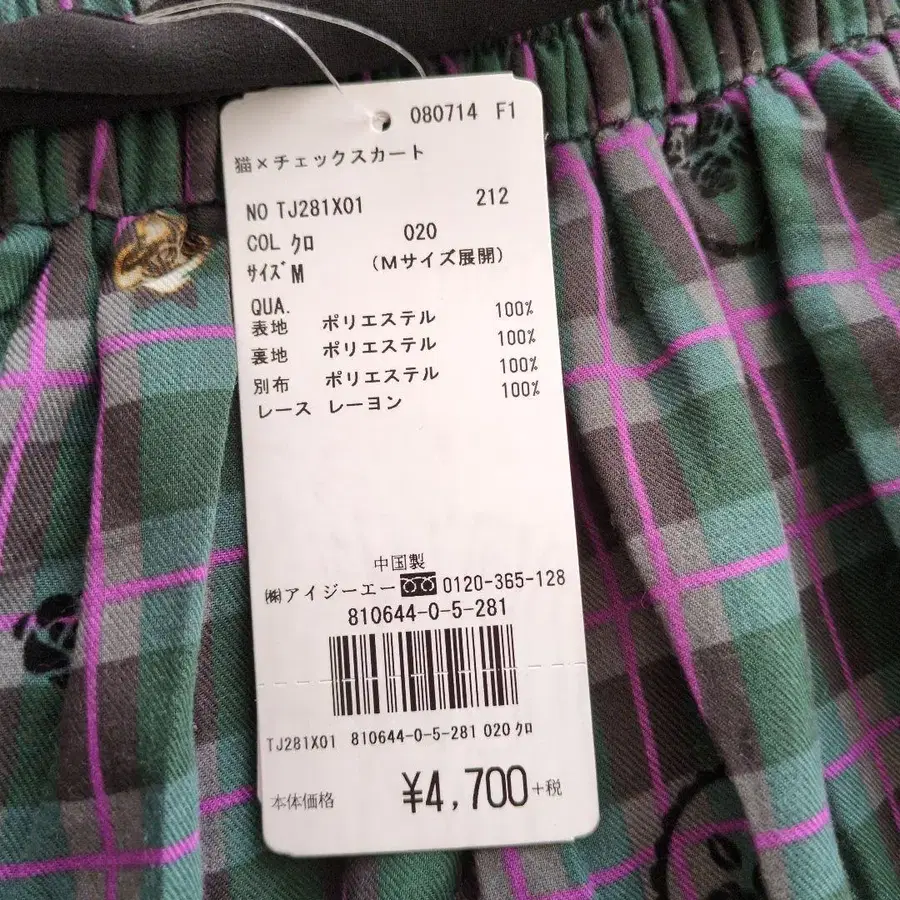 080714 F1
猫×チェックスカート
NO TJ281X01 212
COL クロ 020
サイズ M (Mサイズ展開)
QUA.
表地 ポリエステル 100%
裏地 ポリエステル 100%
別布 ポリエステル 100%
レース レーヨン 100%
中国製
㈱アイジーエー 0120-365-128
810644-0-5-281
TJ281X01 810644-0-5-281 020 クロ
本体価格 ¥4,700+税